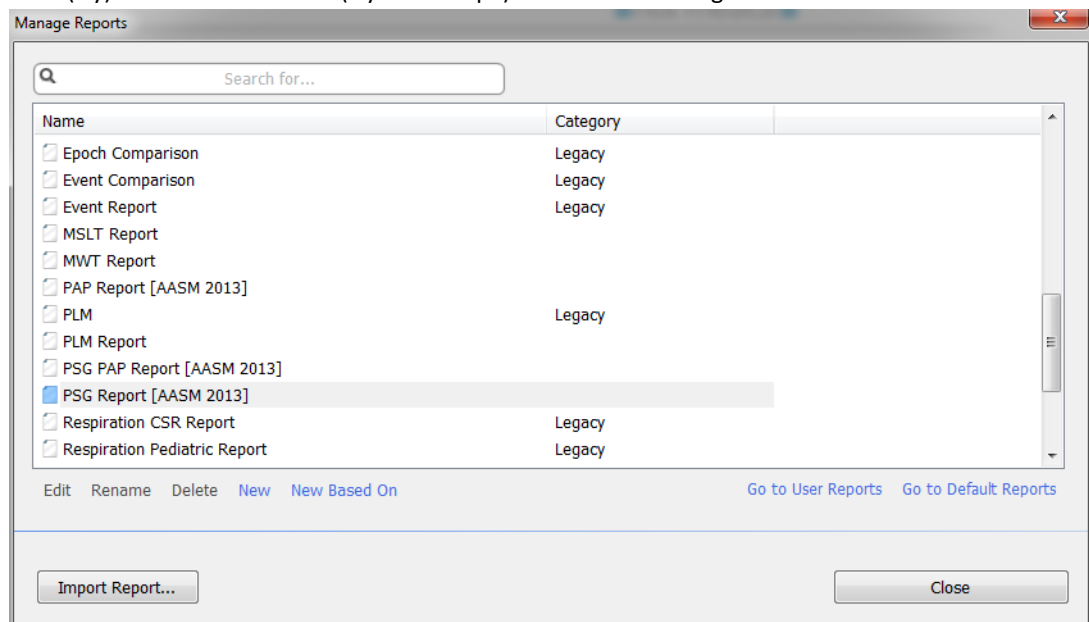 Manage Reports
Search for...
Name Category
Epoch Comparison Legacy
Event Comparison Legacy
Event Report Legacy
MSLT Report
MWT Report
PAP Report [AASM 2013]
PLM Legacy
PLM Report
PSG PAP Report [AASM 2013]
PSG Report [AASM 2013]
Respiration CSR Report Legacy
Respiration Pediatric Report Legacy
Edit Rename Delete New New Based On Go to User Reports Go to Default Reports
Import Report... Close